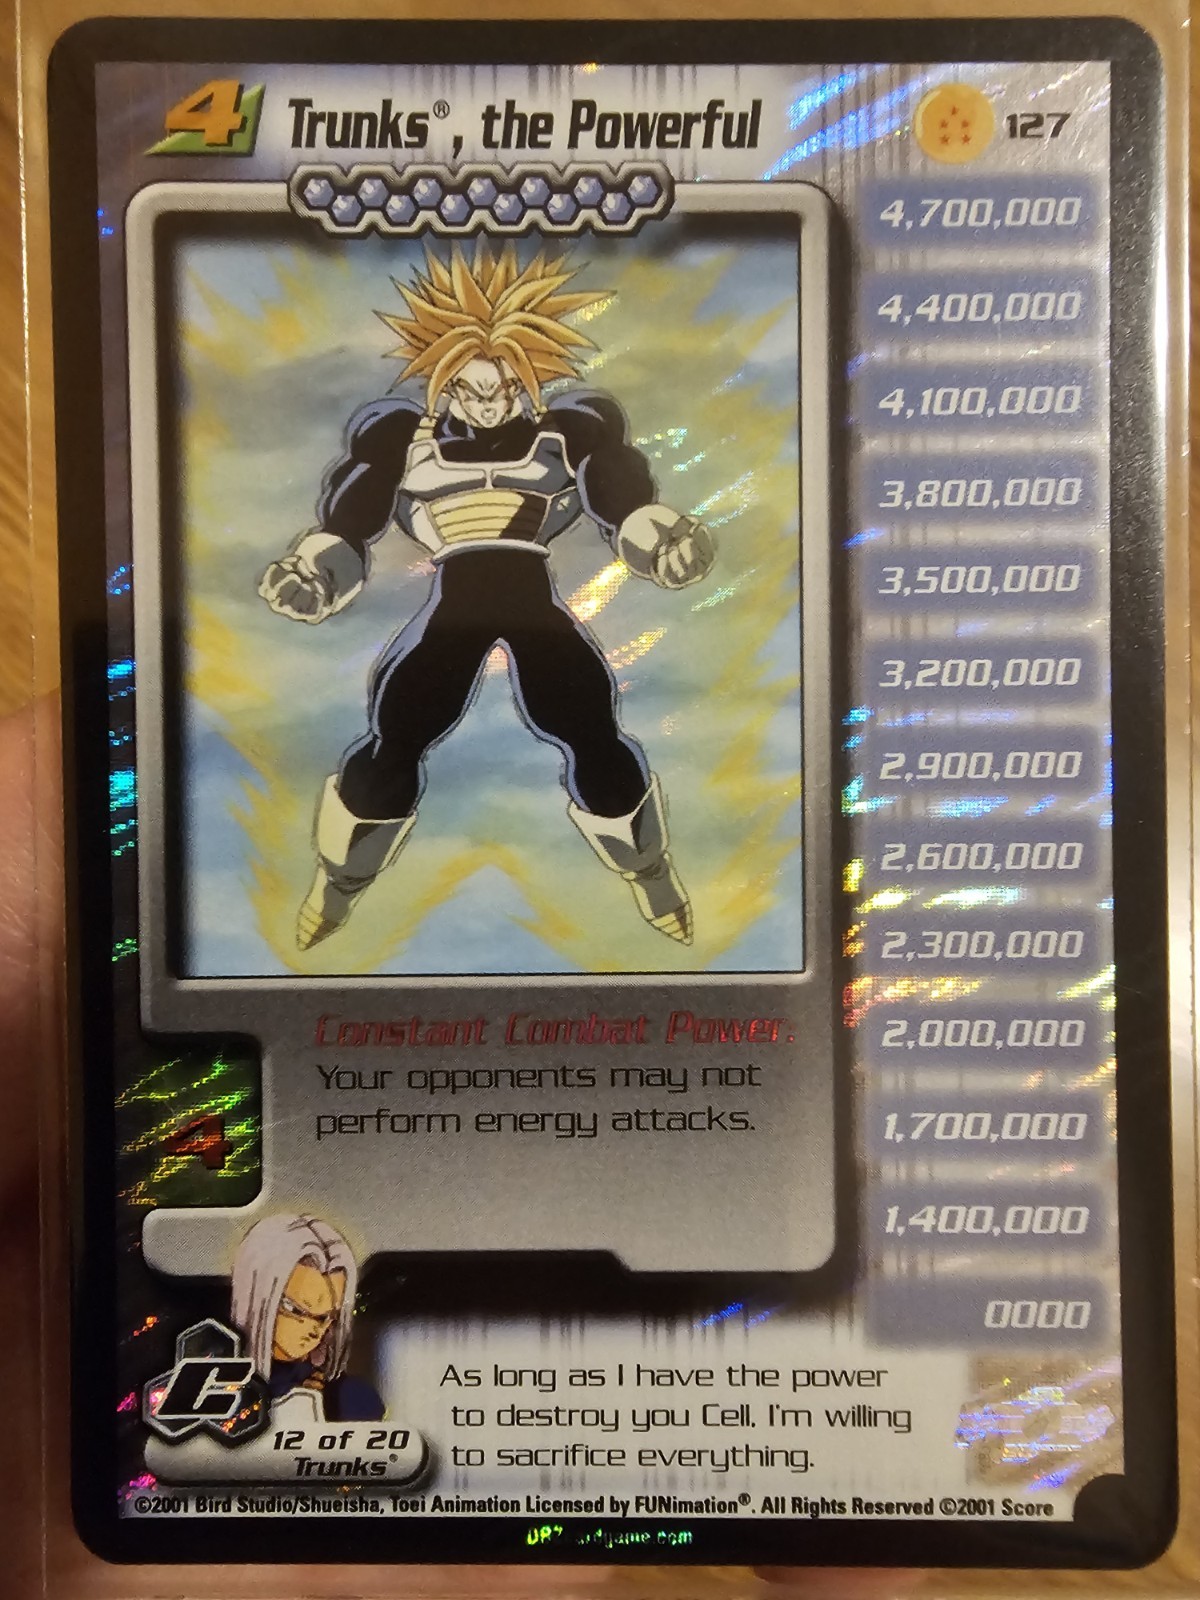 4 Trunks®, the Powerful 127
4,700,000
4,400,000
4,100,000
3,800,000
3,500,000
3,200,000
2,900,000
2,600,000
2,300,000
2,000,000
1,700,000
1,400,000
0000
Constant Combat Power.
Your opponents may not
perform energy attacks.
4
C
12 of 20
Trunks®
As long as I have the power
to destroy you Cell, I'm willing
to sacrifice everything.
©2001 Bird Studio/Shueisha, Toei Animation Licensed by FUNimation®. All Rights Reserved ©2001 Score